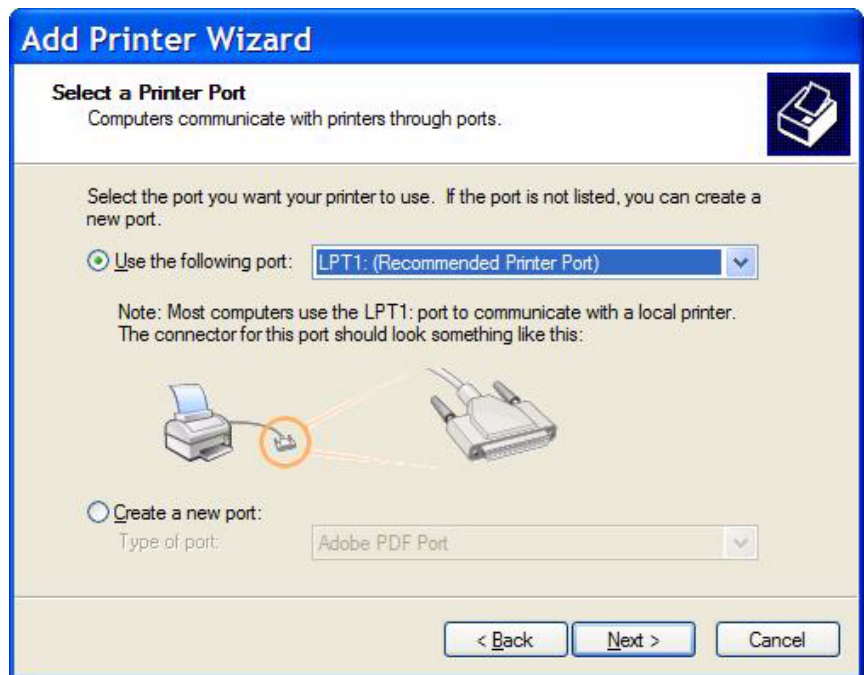 Add Printer Wizard
Select a Printer Port
Computers communicate with printers through ports.
Select the port you want your printer to use. If the port is not listed, you can create a
new port.
Use the following port: LPT1: (Recommended Printer Port)
Note: Most computers use the LPT1: port to communicate with a local printer.
The connector for this port should look something like this:
Create a new port:
Type of port: Adobe PDF Port
< Back Next > Cancel